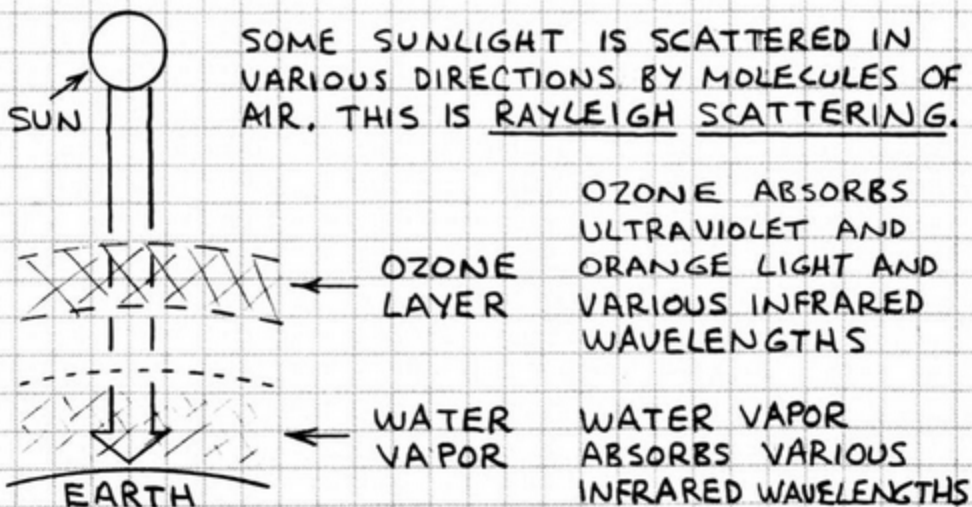 SOME SUNLIGHT IS SCATTERED IN
VARIOUS DIRECTIONS BY MOLECULES OF
AIR. THIS IS RAYLEIGH SCATTERING.
SUN
OZONE
LAYER
OZONE ABSORBS
ULTRAVIOLET AND
ORANGE LIGHT AND
VARIOUS INFRARED
WAVELENGTHS
WATER
VAPOR
WATER VAPOR
ABSORBS VARIOUS
INFRARED WAVELENGTHS
EARTH